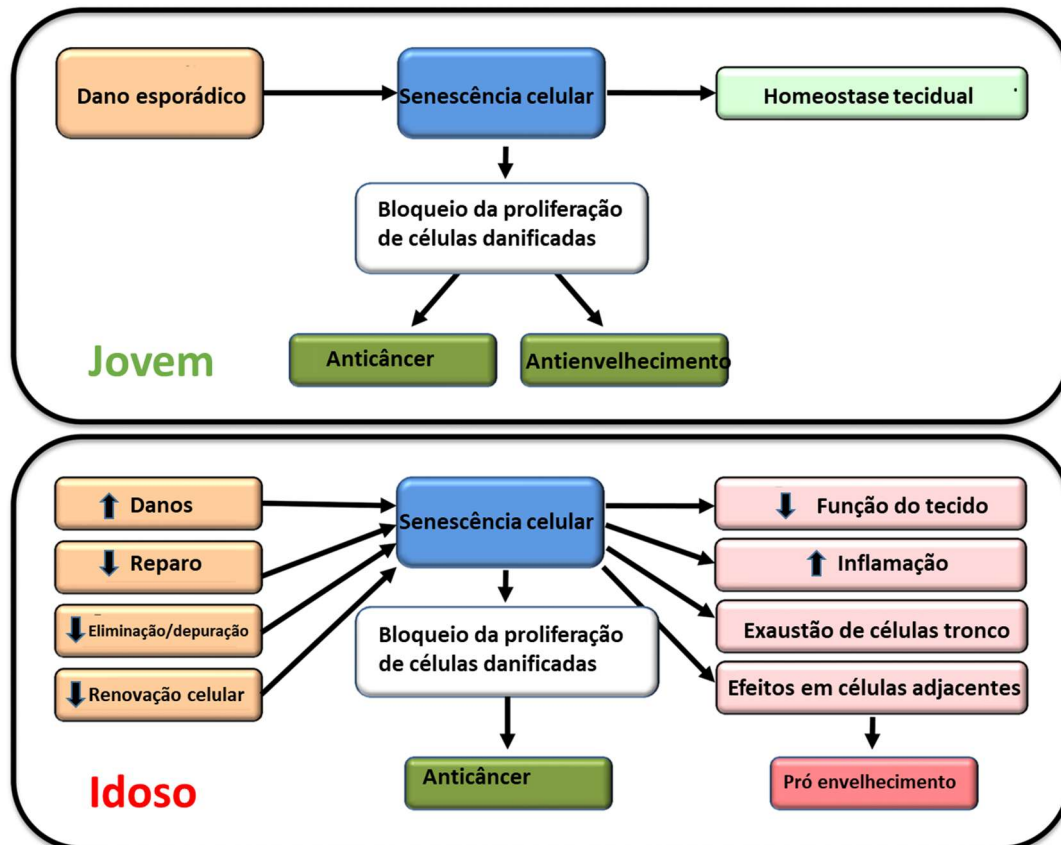 Dano esporádico
Senescência celular
Homeostase tecidual
Bloqueio da proliferação
de células danificadas
Anticâncer
Antienvelhecimento
Jovem
Danos
Senescência celular
Função do tecido
Reparo
Inflamação
Eliminação/depuração
Bloqueio da proliferação
de células danificadas
Exaustão de células tronco
Renovação celular
Efeitos em células adjacentes
Idoso
Anticâncer
Pró envelhecimento